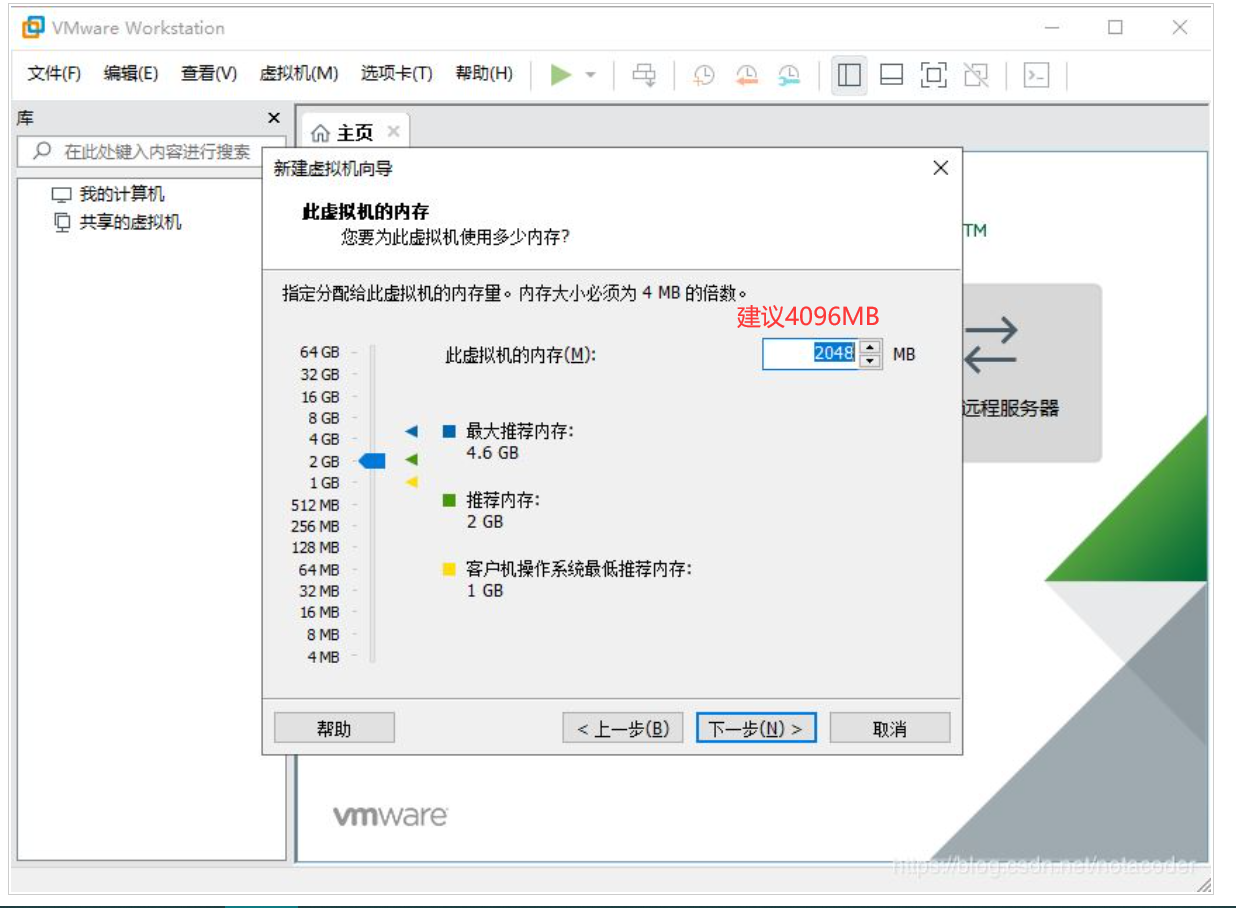 VMware Workstation
文件(F) 编辑(E) 查看(V) 虚拟机(M) 选项卡(T) 帮助(H)
库
主页
在此处键入内容进行搜索
我的计算机
共享的虚拟机
新建虚拟机向导
此虚拟机的内存
您要为此虚拟机使用多少内存?
TM
指定分配给此虚拟机的内存量。内存大小必须为 4 MB 的倍数。
建议4096MB
此虚拟机的内存(M): 2048 MB
64 GB
32 GB
16 GB
8 GB
4 GB
2 GB
1 GB
512 MB
256 MB
128 MB
64 MB
32 MB
16 MB
8 MB
4 MB
最大推荐内存:
4.6 GB
推荐内存:
2 GB
客户机操作系统最低推荐内存:
1 GB
远程服务器
帮助
< 上一步(B)
下一步(N) >
取消
vmware
https://blog.csdn.net/notacoder